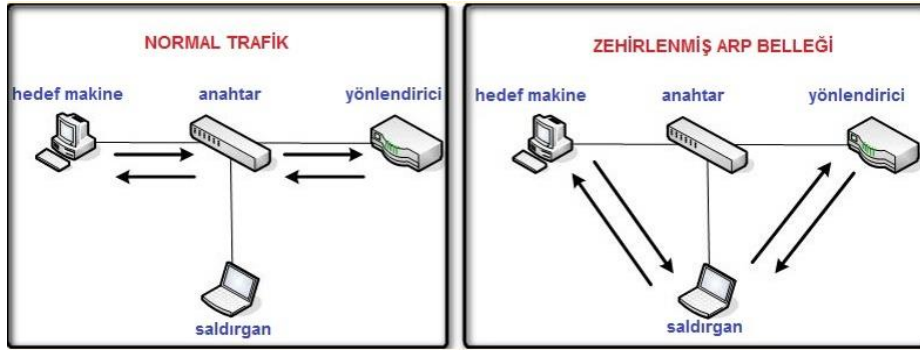 NORMAL TRAFİK
hedef makine anahtar yönlendirici
saldırgan
ZEHİRLENMİŞ ARP BELLEĞİ
hedef makine anahtar yönlendirici
saldırgan